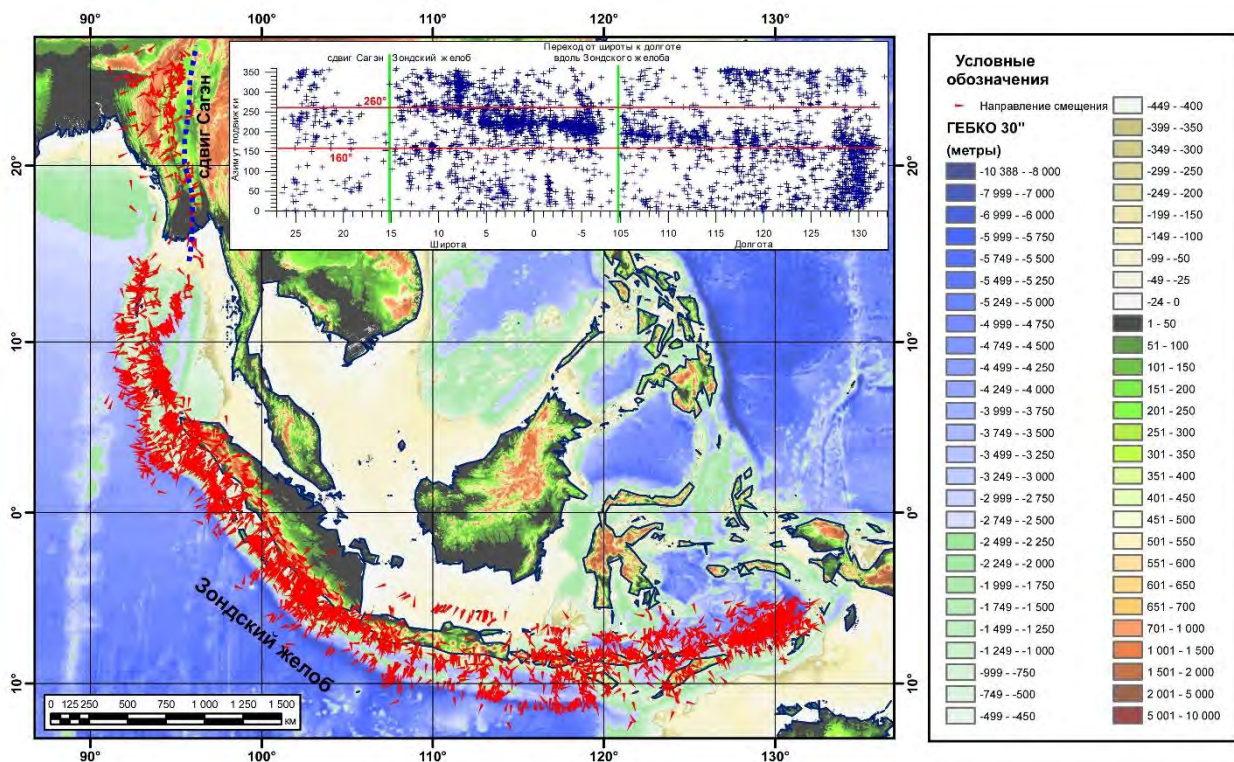 90°
100°
110°
120°
130°
Переход от широты к долготе
сдвиг Сагэн
Зондский желоб
вдоль Зондского желоба
Азимут подвижки
350
300
250
200
150
100
50
0
260°
160°
25
20
15
10
5
0
-5
105
110
115
120
125
130
Широта
Долгота
сдвиг Сагэн
Зондский желоб
20°
10°
0°
10°
20°
10°
0°
10°
0 125 250 500 750 1 000 1 250 1 500
км
90°
100°
110°
120°
130°
Условные
обозначения
Направление смещения
ГЕБКО 30"
(метры)
-10 388 - -8 000
-7 999 - -7 000
-6 999 - -6 000
-5 999 - -5 750
-5 749 - -5 500
-5 499 - -5 250
-5 249 - -5 000
-4 999 - -4 750
-4 749 - -4 500
-4 499 - -4 250
-4 249 - -4 000
-3 999 - -3 750
-3 749 - -3 500
-3 499 - -3 250
-3 249 - -3 000
-2 999 - -2 750
-2 749 - -2 500
-2 499 - -2 250
-2 249 - -2 000
-1 999 - -1 750
-1 749 - -1 500
-1 499 - -1 250
-1 249 - -1 000
-999 - -750
-749 - -500
-499 - -450
-449 - -400
-399 - -350
-349 - -300
-299 - -250
-249 - -200
-199 - -150
-149 - -100
-99 - -50
-49 - -25
-24 - 0
1 - 50
51 - 100
101 - 150
151 - 200
201 - 250
251 - 300
301 - 350
351 - 400
401 - 450
451 - 500
501 - 550
551 - 600
601 - 650
651 - 700
701 - 1 000
1 001 - 1 500
1 501 - 2 000
2 001 - 5 000
5 001 - 10 000